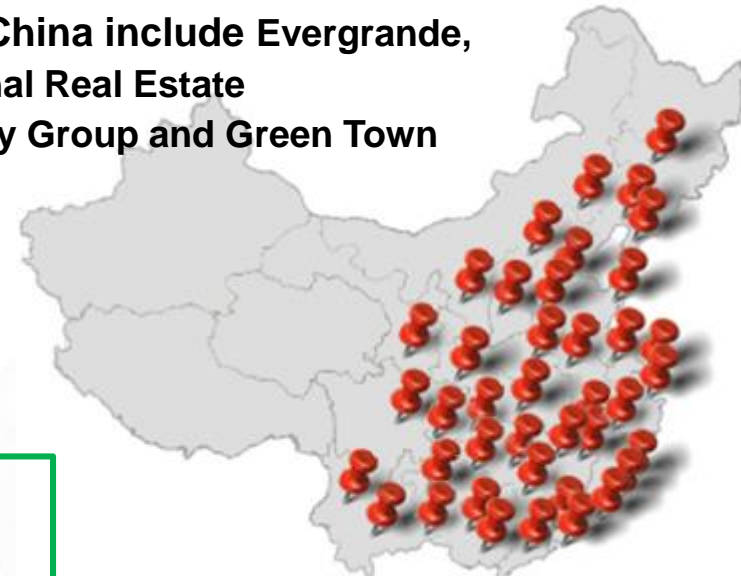 China include Evergrande,
nal Real Estate
y Group and Green Town